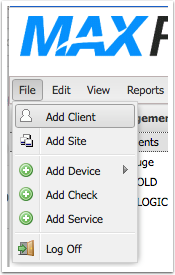 MAX
File Edit View Reports
Add Client
Add Site
Add Device
Add Check
Add Service
Log Off